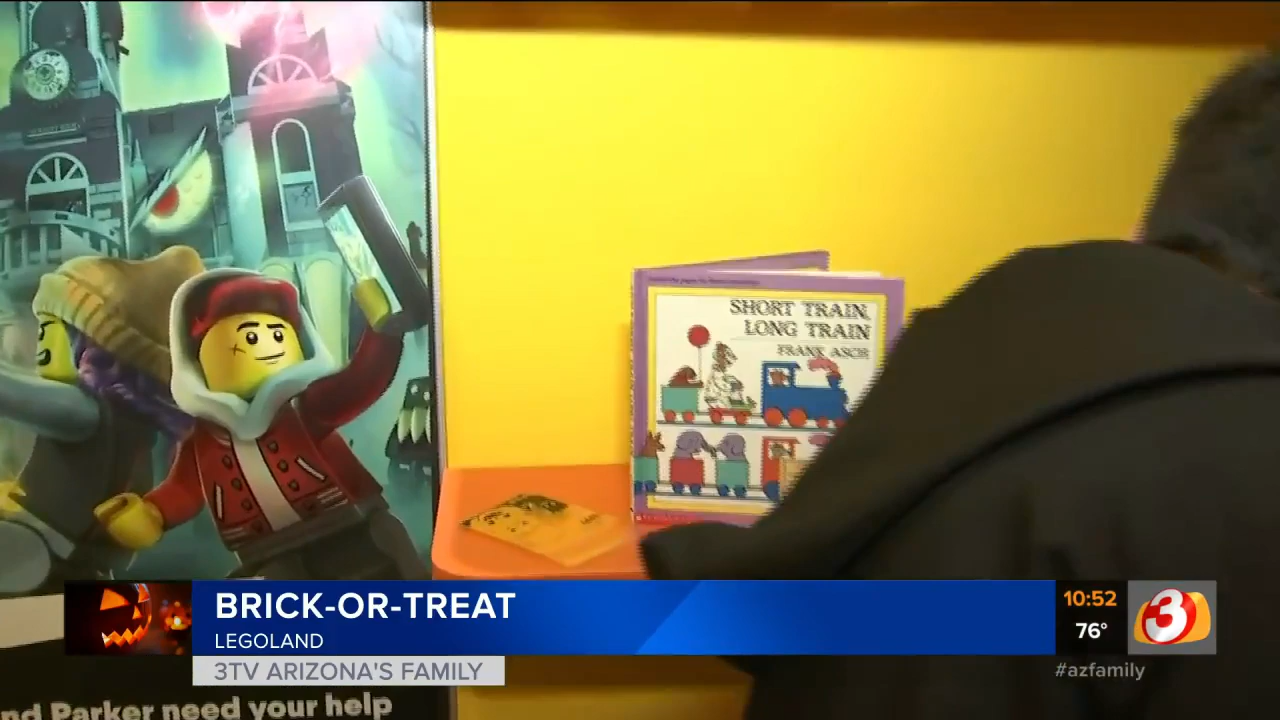 SHORT TRAIN,
LONG TRAIN
FRANK ASCH
BRICK-OR-TREAT
LEGOLAND
3TV ARIZONA'S FAMILY
10:52
76°
3
#azfamily
nd Parker need your help